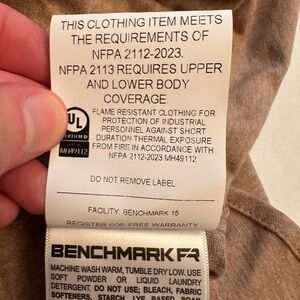 THIS CLOTHING ITEM MEETS
THE REQUIREMENTS OF
NFPA 2112-2023.
NFPA 2113 REQUIRES UPPER
AND LOWER BODY
COVERAGE.
UL
MH49112
FLAME RESISTANT CLOTHING FOR
PROTECTION OF INDUSTRIAL
PERSONNEL AGAINST SHORT
DURATION THERMAL EXPOSURE
FROM FIRE IN ACCORDANCE WITH
NFPA 2112-2023 MH49112
DO NOT REMOVE LABEL
FACILITY: BENCHMARK 15
REGISTER FOR FREE WARRANTY
BENCHMARK FR
MACHINE WASH WARM, TUMBLE DRY LOW. USE
SOFT POWDER OR LIQUID LAUNDRY
DETERGENT. DO NOT USE; BLEACH, FABRIC
SOFTENERS, STARCH, LYE BASED SOAP